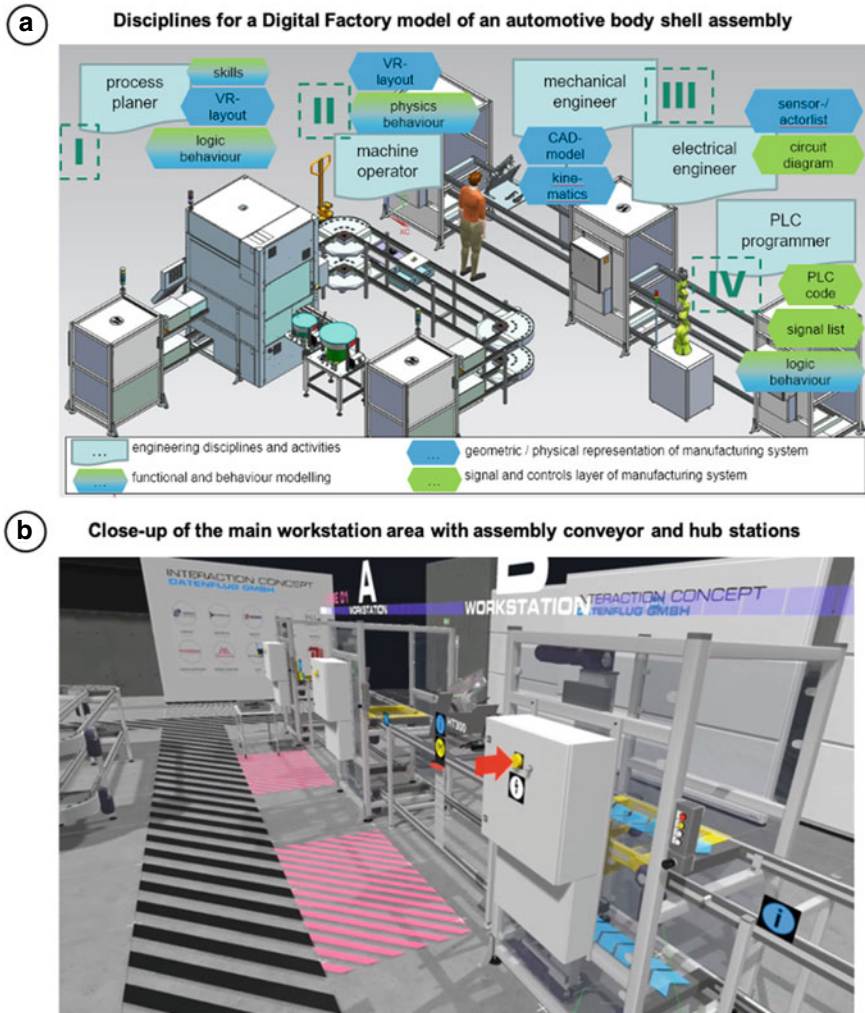 a
Disciplines for a Digital Factory model of an automotive body shell assembly
process
planer
skills
VR-
layout
logic
behaviour
I
II
VR-
layout
physics
behaviour
machine
operator
mechanical
engineer
CAD-
model
kine-
matics
III
electrical
engineer
sensor-/
actorlist
circuit
diagram
PLC
programmer
IV
PLC
code
signal list
logic
behaviour
XC
... engineering disciplines and activities
... geometric / physical representation of manufacturing system
... functional and behaviour modelling
... signal and controls layer of manufacturing system
b
Close-up of the main workstation area with assembly conveyor and hub stations
INTERACTION CONCEPT
DATENFLUG GMBH
A
WORKSTATION
B
WORKSTATION
INTERACTION CONCEPT
DATENFLUG GMBH
HT300
i
i